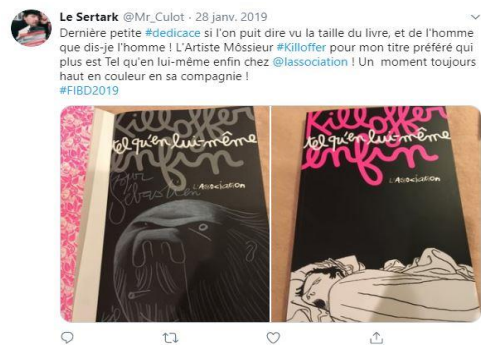 Le Sertark @Mr_Culot · 28 janv. 2019
Dernière petite #dedicace si l'on puit dire vu la taille du livre, et de l'homme
que dis-je l'homme ! L'Artiste Môssieur #Killoffer pour mon titre préféré qui
plus est Tel qu'en lui-même enfin chez @lassociation ! Un moment toujours
haut en couleur en sa compagnie !
#FIBD2019
Killoffer
tel qu'en lui-même
enfin
L'Association
pour
Sébastien
Killoffer
tel qu'en lui-même
enfin
L'Association